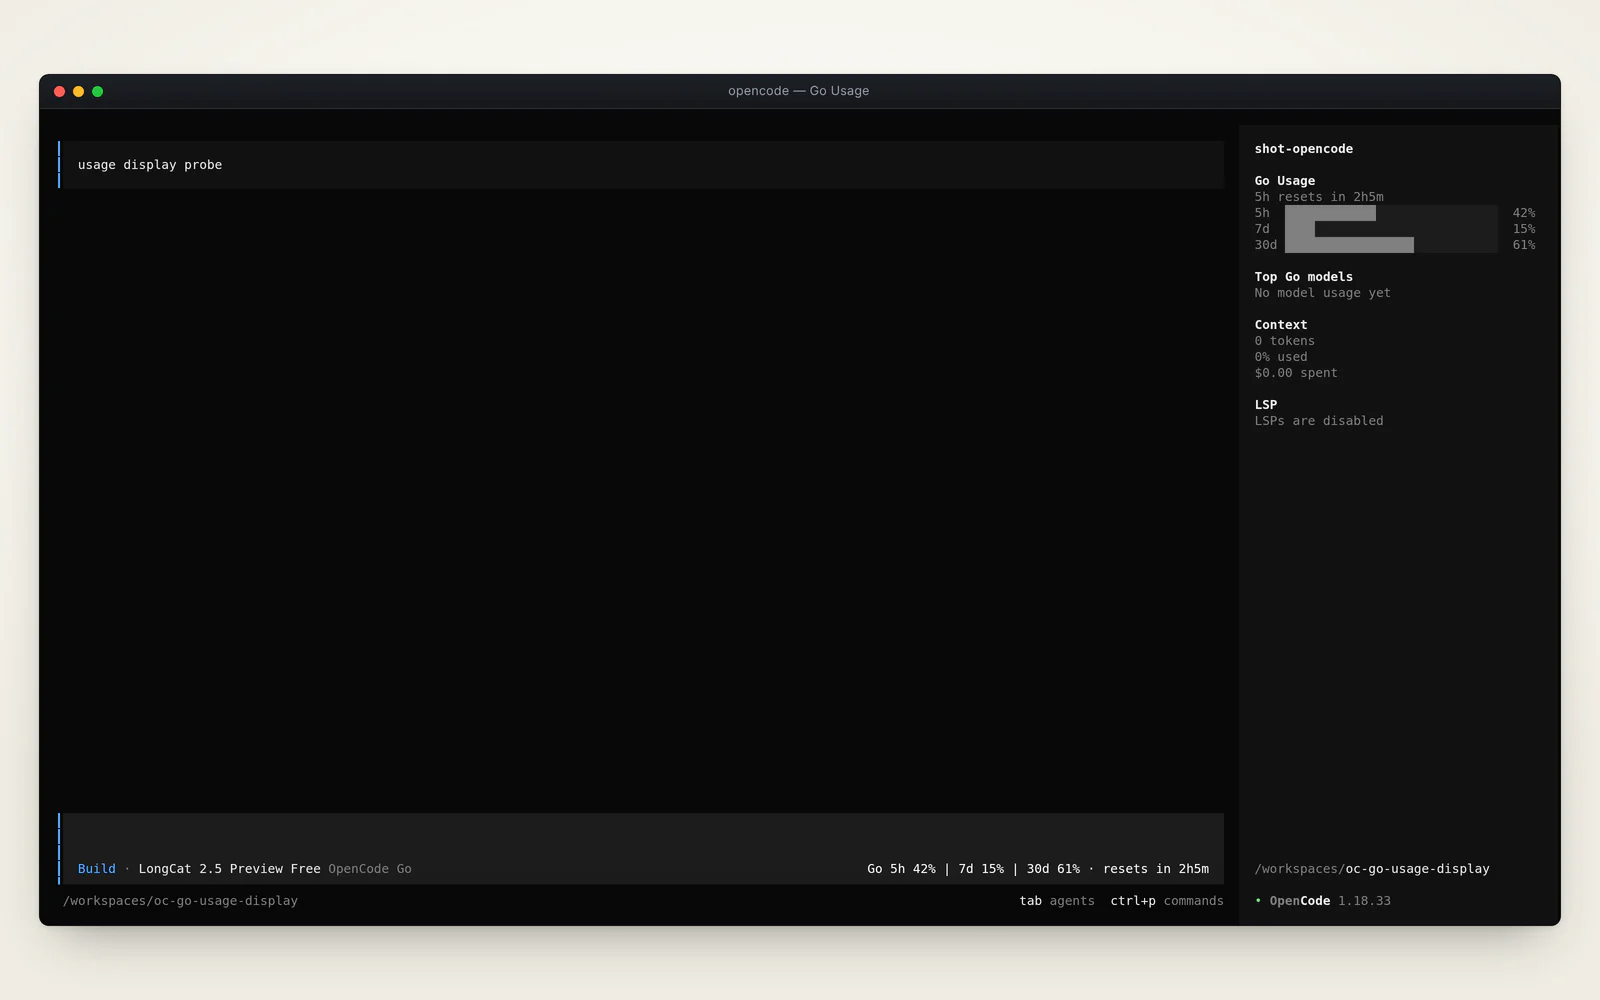 opencode — Go Usage
usage display probe
Build · LongCat 2.5 Preview Free OpenCode Go
Go 5h 42% | 7d 15% | 30d 61% · resets in 2h5m
/workspaces/oc-go-usage-display
tab agents ctrl+p commands
shot-opencode
Go Usage
5h resets in 2h5m
5h 42%
7d 15%
30d 61%
Top Go models
No model usage yet
Context
0 tokens
0% used
$0.00 spent
LSP
LSPs are disabled
/workspaces/oc-go-usage-display
• OpenCode 1.18.33